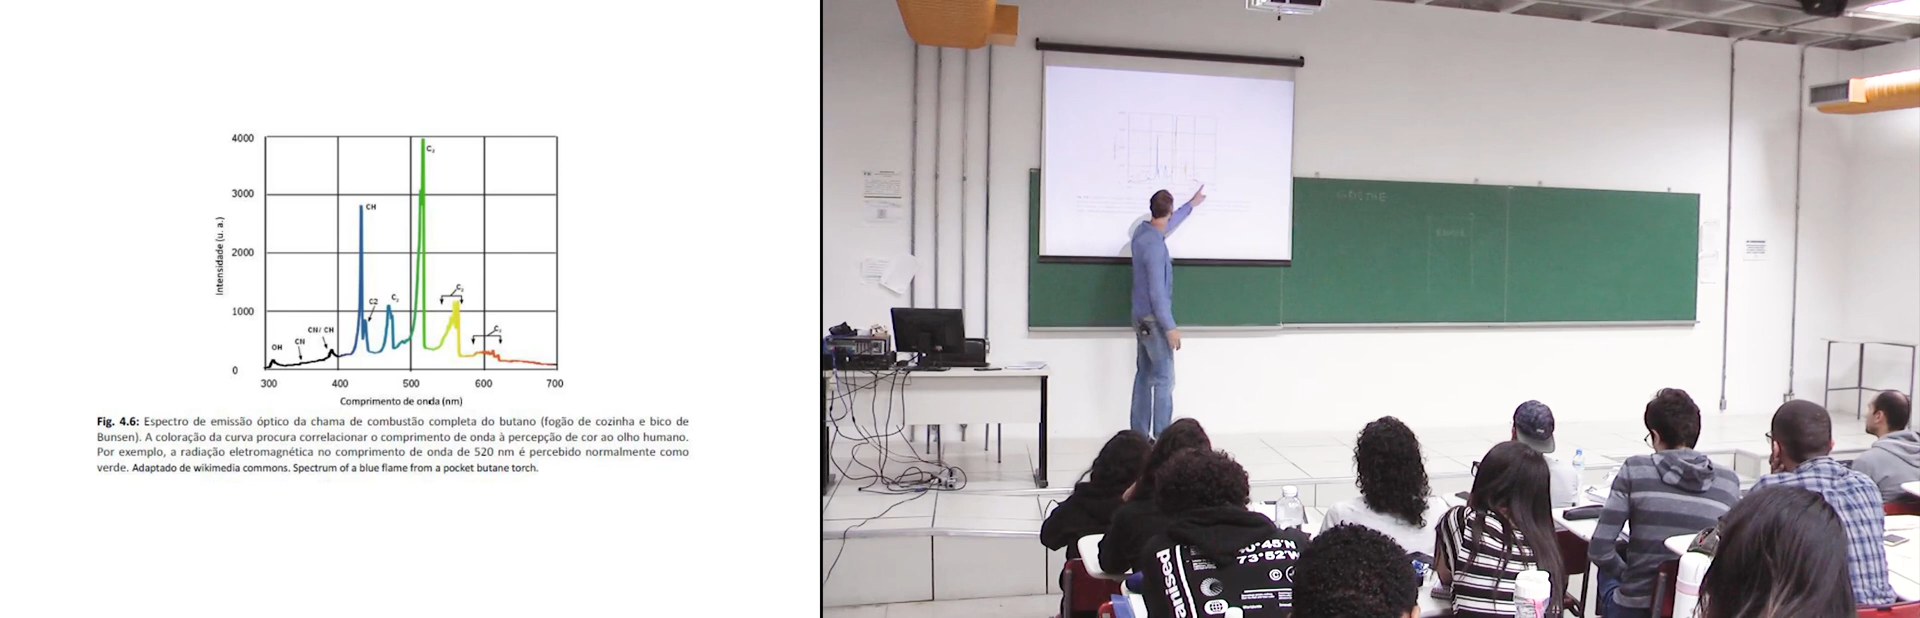 4000
3000
2000
1000
0
Intensidade (u. a.)
C₂
CH
C2
C₂
C₂
CN/ CH
CN
OH
C₂
300 400 500 600 700
Comprimento de onda (nm)
Fig. 4.6: Espectro de emissão óptico da chama de combustão completa do butano (fogão de cozinha e bico de
Bunsen). A coloração da curva procura correlacionar o comprimento de onda à percepção de cor ao olho humano.
Por exemplo, a radiação eletromagnética no comprimento de onda de 520 nm é percebido normalmente como
verde. Adaptado de wikimedia commons. Spectrum of a blue flame from a pocket butane torch.
73°52'W
anised